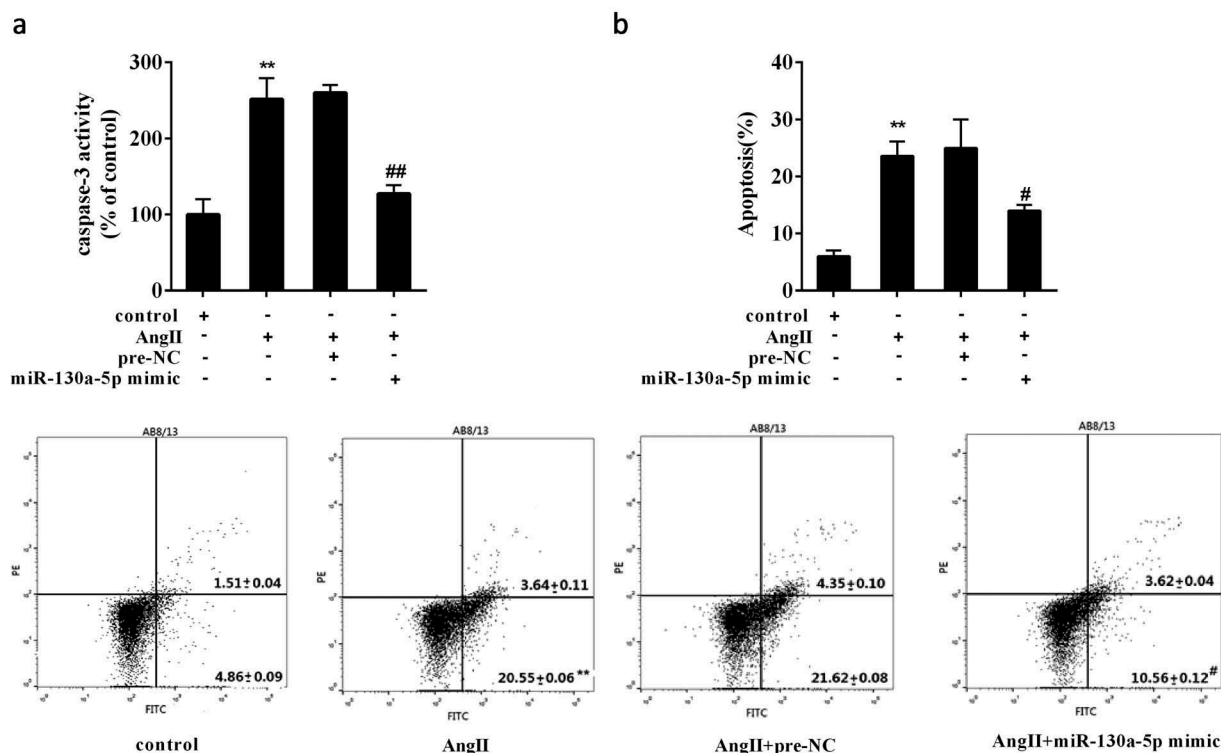 a
300
200
100
0
caspase-3 activity
(% of control)
**
##
control + - - -
AngII - + + +
pre-NC - - + -
miR-130a-5p mimic - - - +
b
40
30
20
10
0
Apoptosis(%)
**
#
control + - - -
AngII - + + +
pre-NC - - + -
miR-130a-5p mimic - - - +
AB8/13
PE
1.51±0.04
4.86±0.09
FITC
control
AB8/13
PE
3.64±0.11
20.55±0.06 **
FITC
AngII
AB8/13
PE
4.35±0.10
21.62±0.08
FITC
AngII+pre-NC
AB8/13
PE
3.62±0.04
10.56±0.12#
FITC
AngII+miR-130a-5p mimic